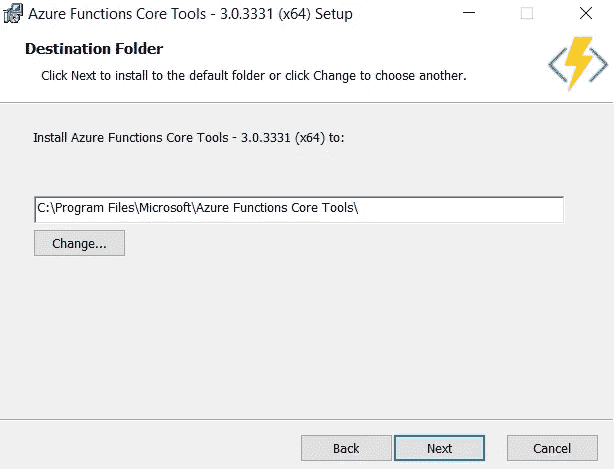 Azure Functions Core Tools - 3.0.3331 (x64) Setup
Destination Folder
Click Next to install to the default folder or click Change to choose another.
Install Azure Functions Core Tools - 3.0.3331 (x64) to:
C:\Program Files\Microsoft\Azure Functions Core Tools\
Change...
Back Next Cancel